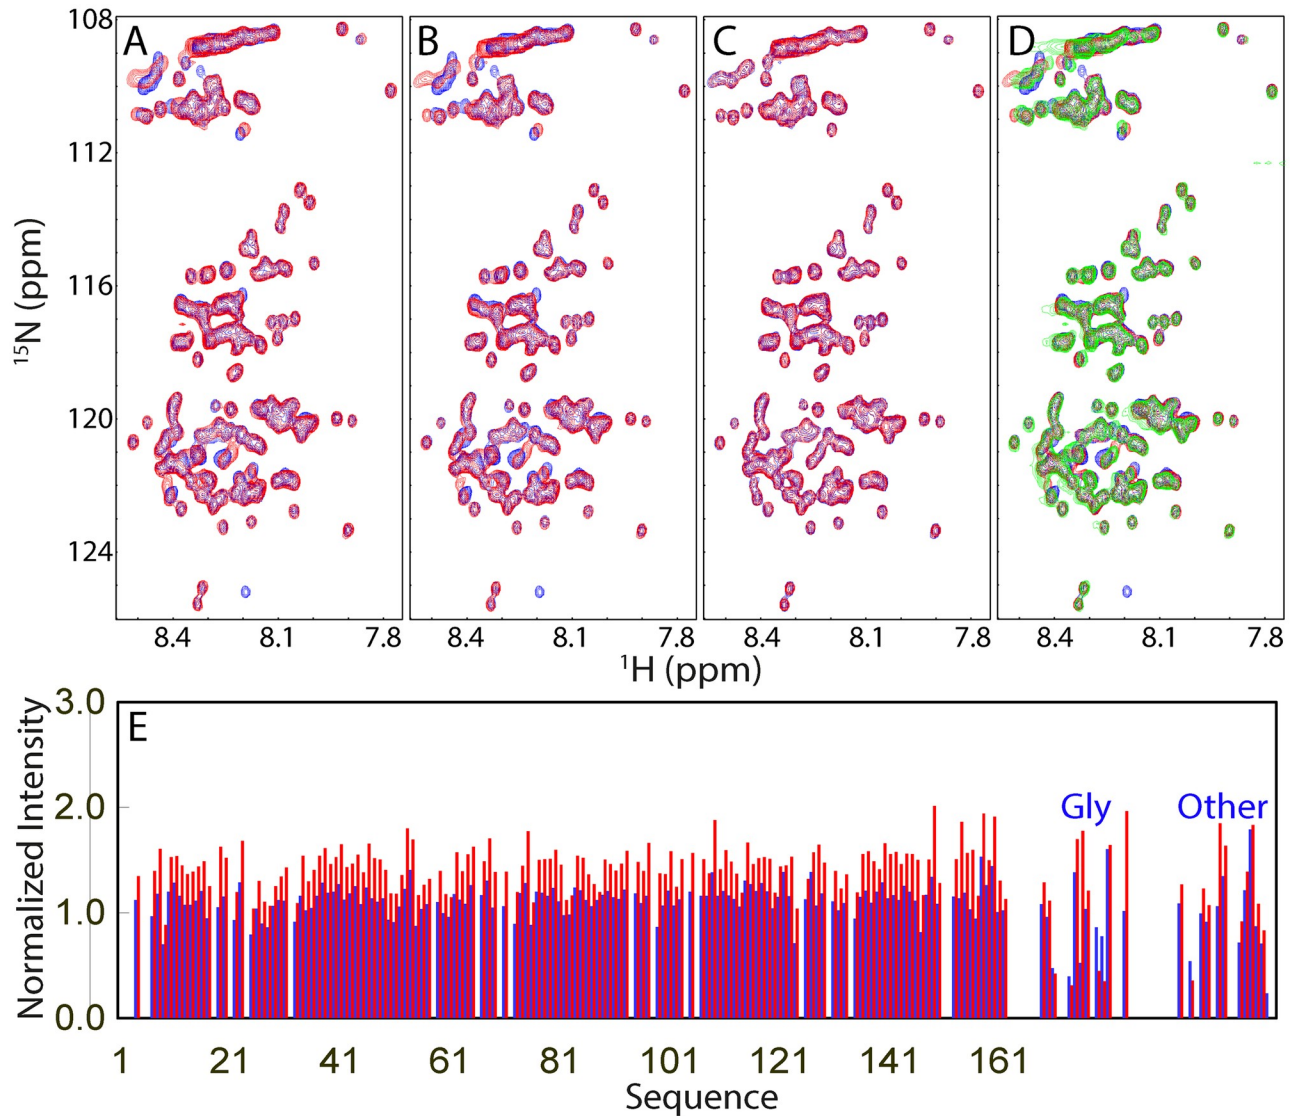 108
112
116
120
124
15N (ppm)
A
B
C
D
8.4 8.1 7.8
8.4 8.1 7.8
8.4 8.1 7.8
8.4 8.1 7.8
1H (ppm)
3.0
2.0
1.0
0.0
Normalized Intensity
E
Gly
Other
1 21 41 61 81 101 121 141 161
Sequence